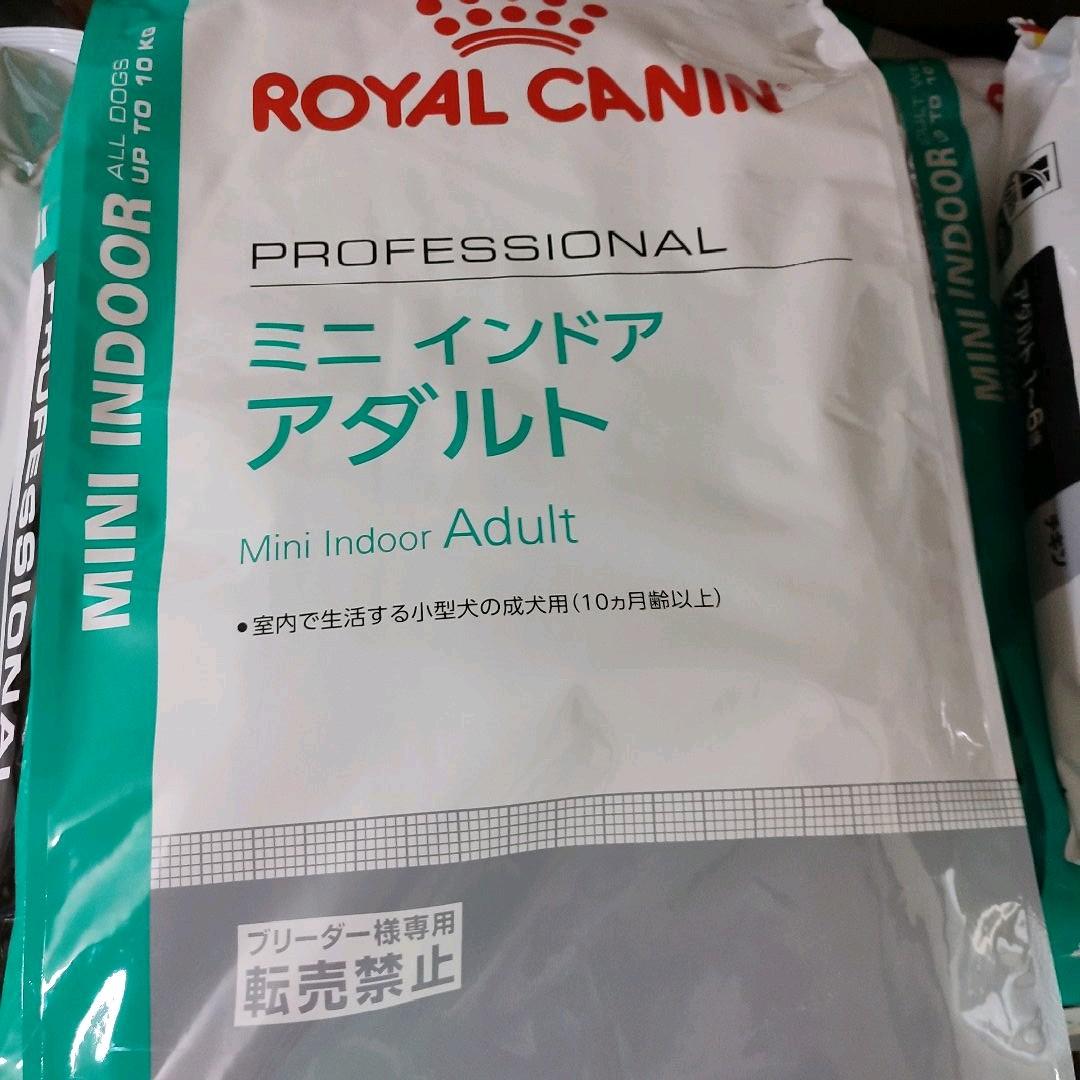 ROYAL CANIN
PROFESSIONAL
ミニ インドア
アダルト
Mini Indoor Adult
•室内で生活する小型犬の成犬用(10ヵ月齢以上)
ブリーダー様専用
転売禁止
MINI INDOOR ALL DOGS
UP TO 10 KG
PROFESSIONAL
MINI INDOOR
チキン